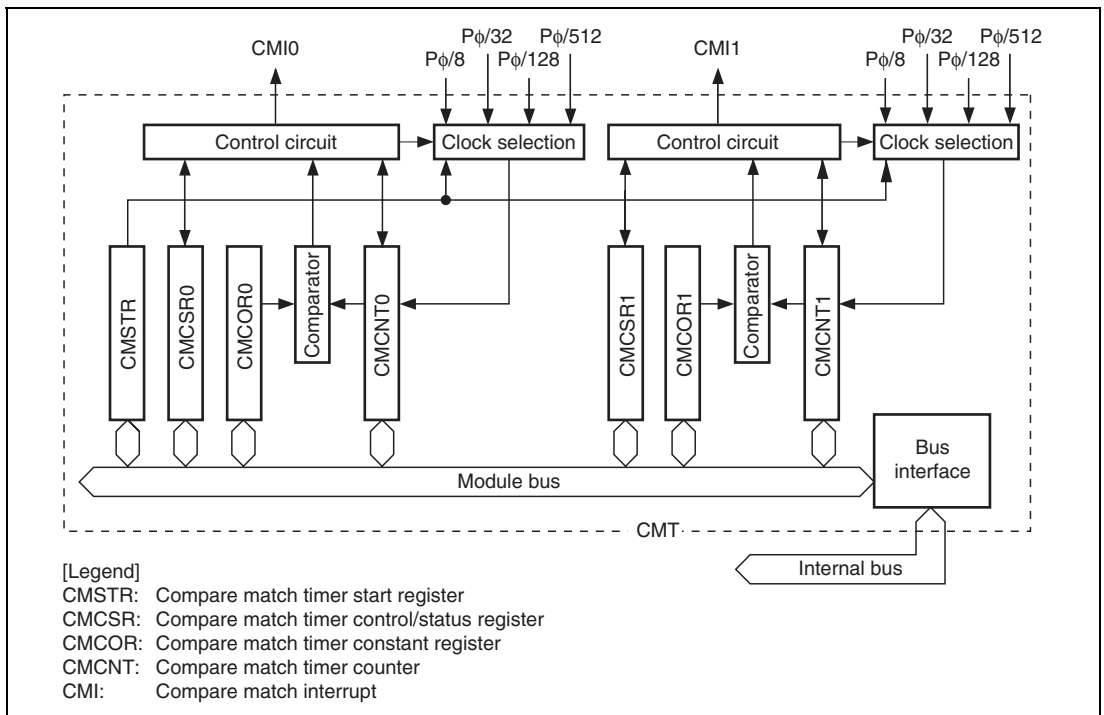 CMI0
Pφ/8
Pφ/32
Pφ/128
Pφ/512
CMI1
Pφ/8
Pφ/32
Pφ/128
Pφ/512
Control circuit
Clock selection
Control circuit
Clock selection
CMSTR
CMCSR0
CMCOR0
Comparator
CMCNT0
CMCSR1
CMCOR1
Comparator
CMCNT1
Bus
interface
Module bus
CMT
Internal bus
[Legend]
CMSTR: Compare match timer start register
CMCSR: Compare match timer control/status register
CMCOR: Compare match timer constant register
CMCNT: Compare match timer counter
CMI: Compare match interrupt